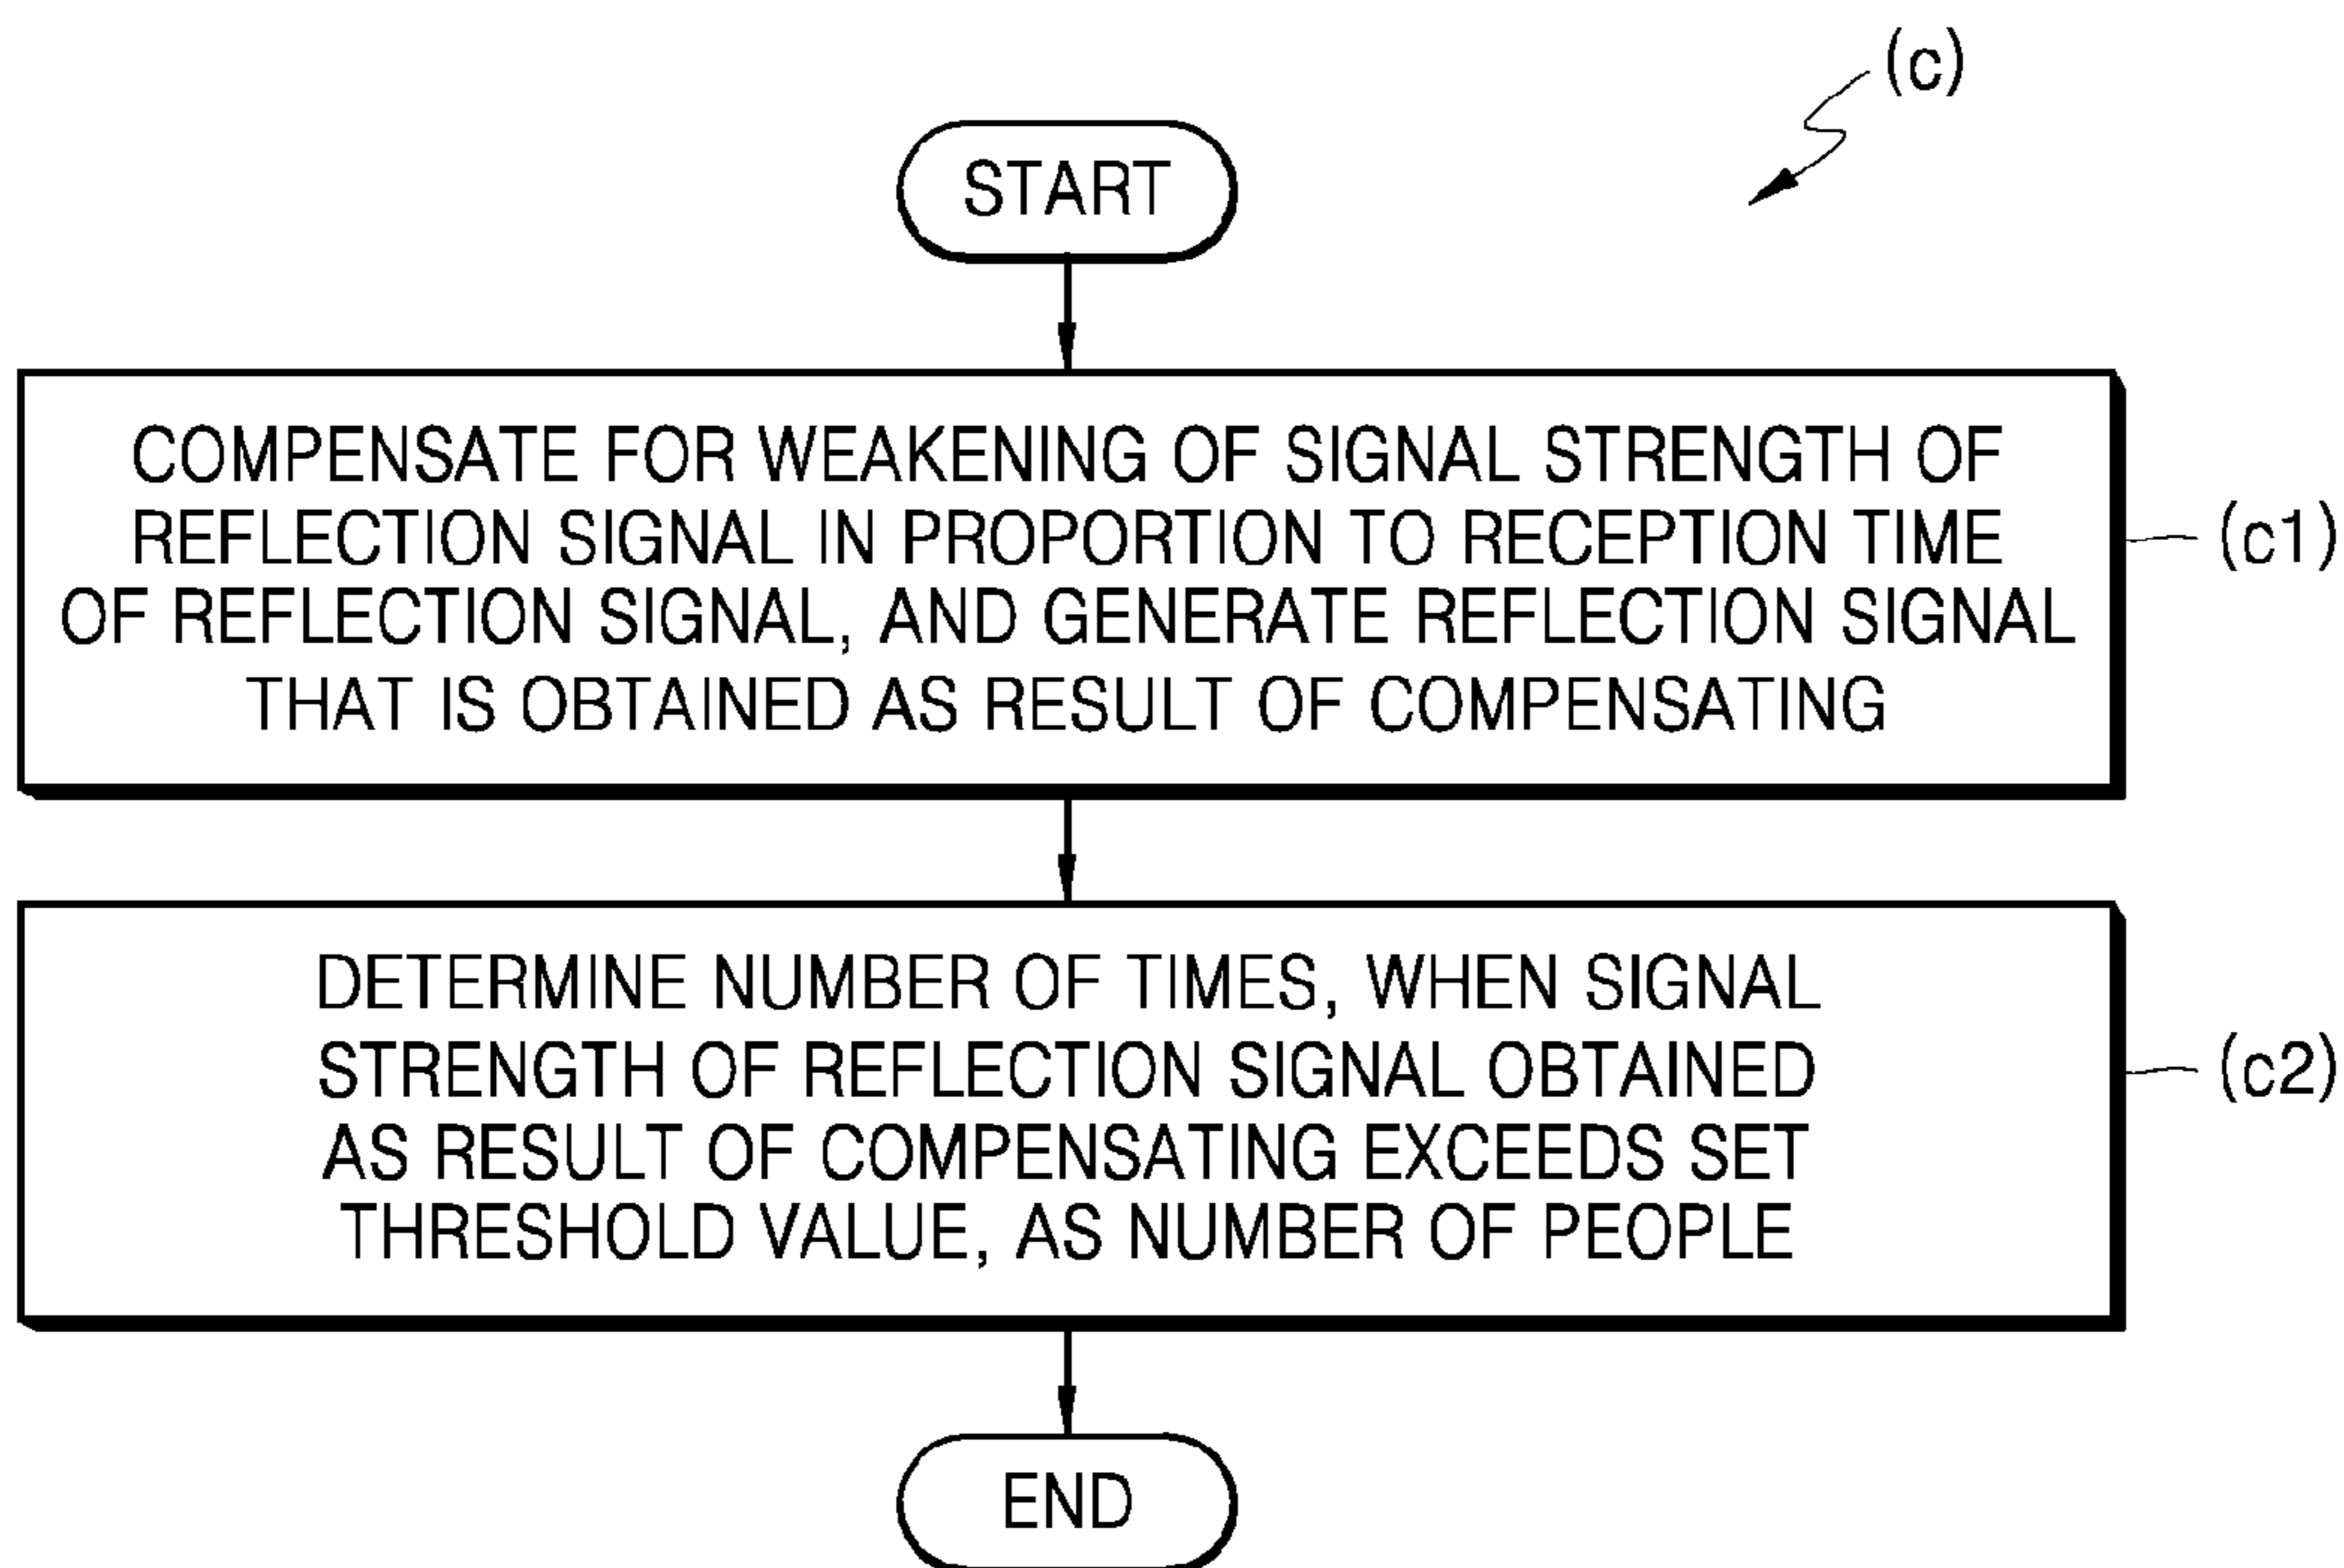 (c)
START
COMPENSATE FOR WEAKENING OF SIGNAL STRENGTH OF
REFLECTION SIGNAL IN PROPORTION TO RECEPTION TIME
OF REFLECTION SIGNAL, AND GENERATE REFLECTION SIGNAL
THAT IS OBTAINED AS RESULT OF COMPENSATING
(c1)
DETERMINE NUMBER OF TIMES, WHEN SIGNAL
STRENGTH OF REFLECTION SIGNAL OBTAINED
AS RESULT OF COMPENSATING EXCEEDS SET
THRESHOLD VALUE, AS NUMBER OF PEOPLE
(c2)
END